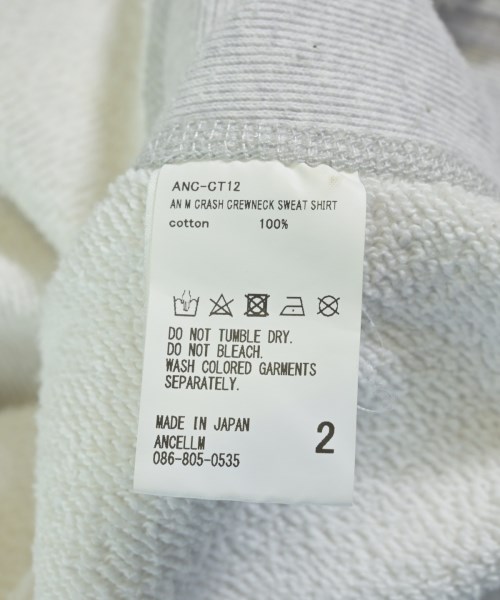 ANC-CT12
AN M CRASH CREWNECK SWEAT SHIRT
cotton 100%
DO NOT TUMBLE DRY.
DO NOT BLEACH.
WASH COLORED GARMENTS
SEPARATELY.
MADE IN JAPAN
ANCELLM
086-805-0535
2